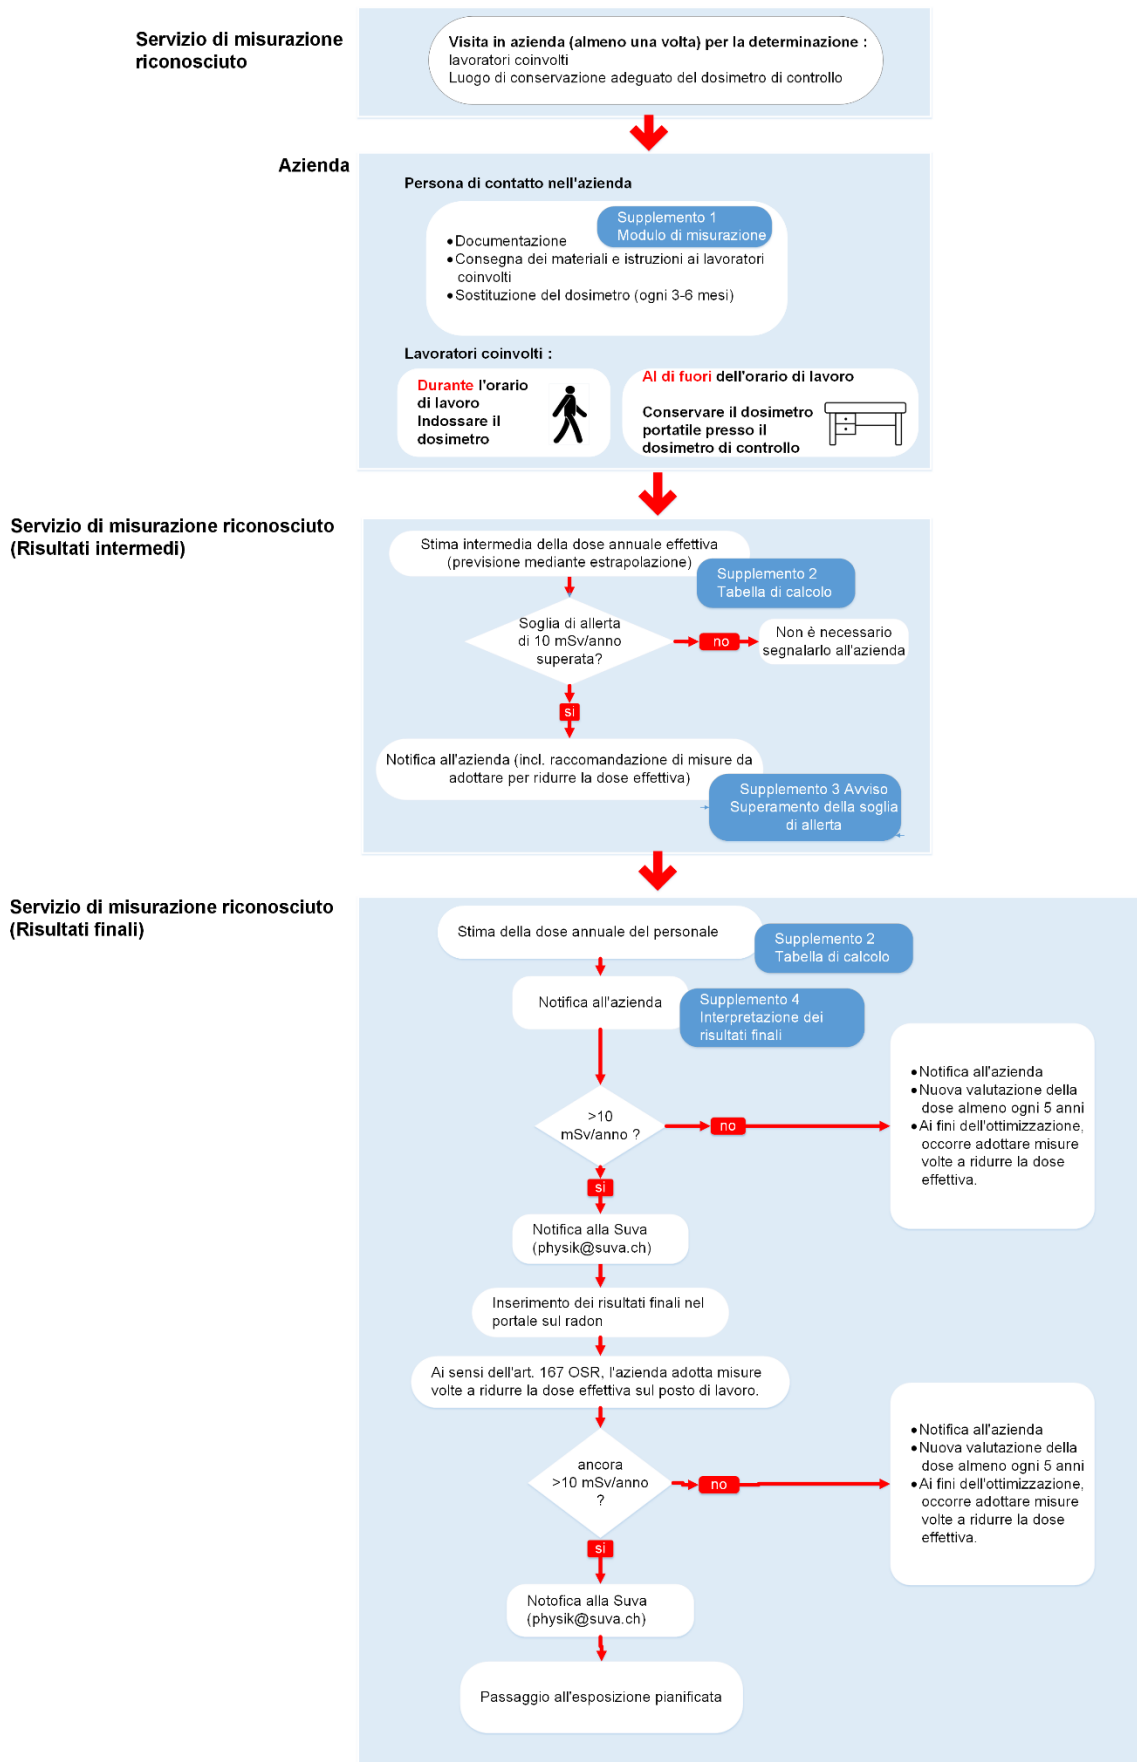 Servizio di misurazione
riconosciuto
Visita in azienda (almeno una volta) per la determinazione :
lavoratori coinvolti
Luogo di conservazione adeguato del dosimetro di controllo
Azienda
Persona di contatto nell'azienda
Supplemento 1
Modulo di misurazione
•Documentazione
•Consegna dei materiali e istruzioni ai lavoratori
coinvolti
•Sostituzione del dosimetro (ogni 3-6 mesi)
Lavoratori coinvolti :
Durante l'orario
di lavoro
Indossare il
dosimetro
Al di fuori dell'orario di lavoro
Conservare il dosimetro
portatile presso il
dosimetro di controllo
Servizio di misurazione riconosciuto
(Risultati intermedi)
Stima intermedia della dose annuale effettiva
(previsione mediante estrapolazione)
Supplemento 2
Tabella di calcolo
Soglia di allerta
di 10 mSv/anno
superata?
no
Non è necessario
segnalarlo all'azienda
si
Notifica all'azienda (incl. raccomandazione di misure da
adottare per ridurre la dose effettiva)
Supplemento 3 Avviso
Superamento della soglia
di allerta
Servizio di misurazione riconosciuto
(Risultati finali)
Stima della dose annuale del personale
Supplemento 2
Tabella di calcolo
Notifica all'azienda
Supplemento 4
Interpretazione dei
risultati finali
>10
mSv/anno ?
no
•Notifica all'azienda
•Nuova valutazione della
dose almeno ogni 5 anni
•Ai fini dell'ottimizzazione,
occorre adottare misure
volte a ridurre la dose
effettiva.
si
Notifica alla Suva
(physik@suva.ch)
Inserimento dei risultati finali nel
portale sul radon
Ai sensi dell'art. 167 OSR, l'azienda adotta misure
volte a ridurre la dose effettiva sul posto di lavoro.
ancora
>10 mSv/anno
?
no
•Notifica all'azienda
•Nuova valutazione della
dose almeno ogni 5 anni
•Ai fini dell'ottimizzazione,
occorre adottare misure
volte a ridurre la dose
effettiva.
si
Notofica alla Suva
(physik@suva.ch)
Passaggio all'esposizione pianificata